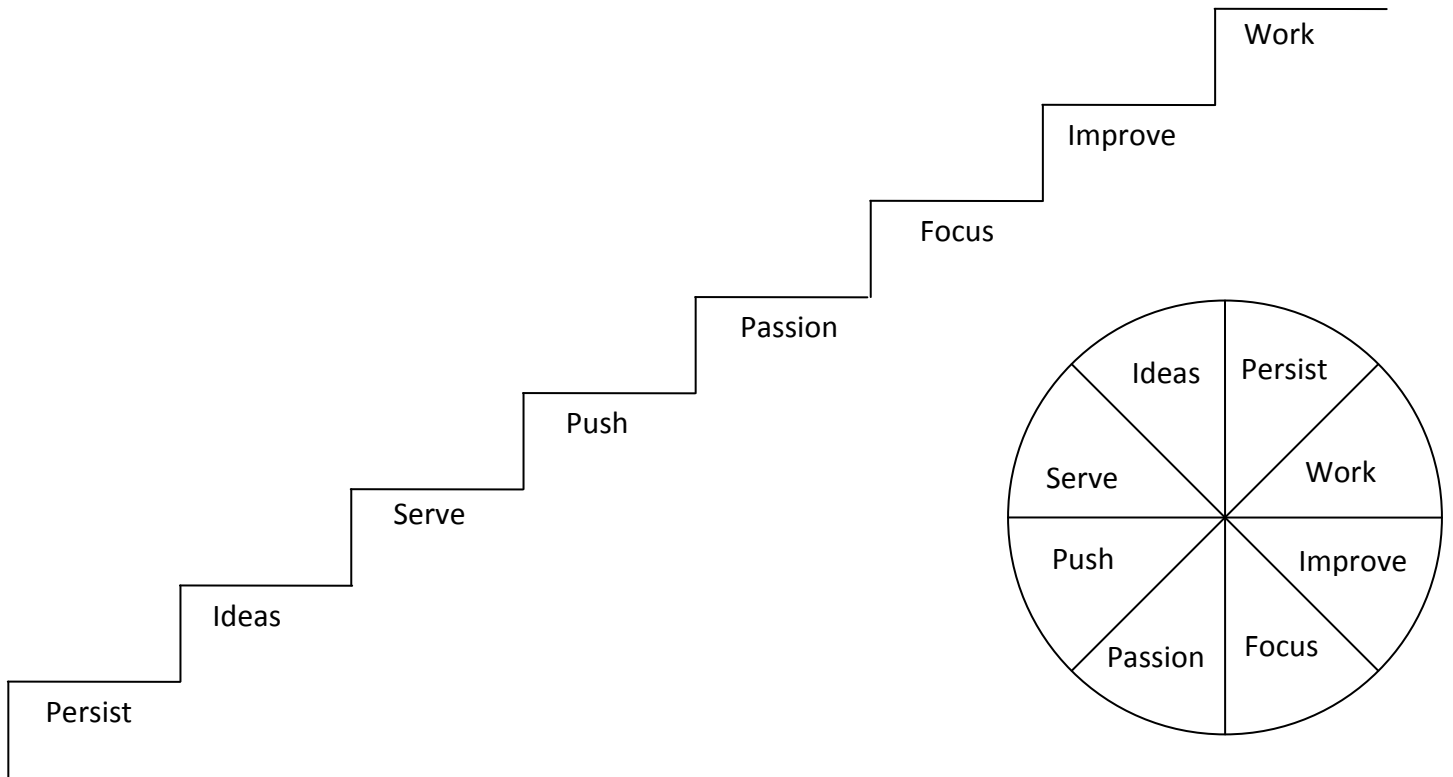 Work
Improve
Focus
Passion
Push
Serve
Ideas
Persist
Ideas Persist
Serve Work
Push Improve
Passion Focus